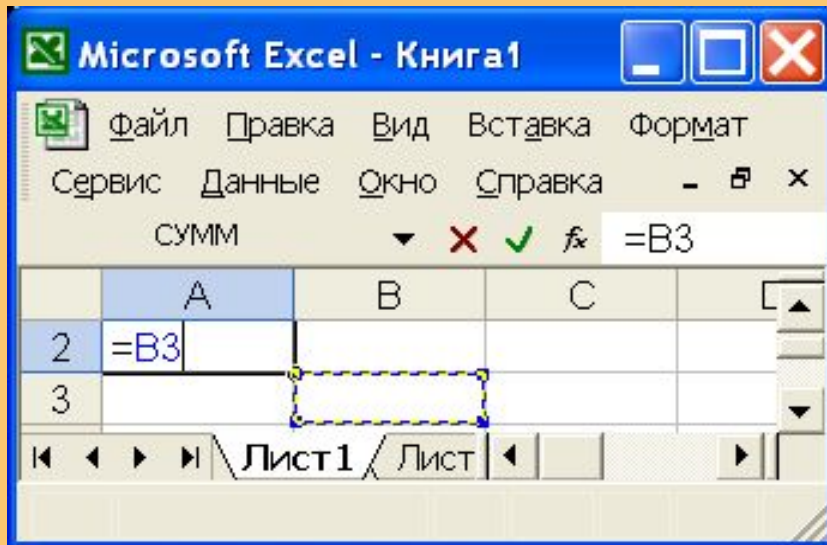 Microsoft Excel - Книга1
Файл Правка Вид Вставка Формат
Сервис Данные Окно Справка
СУММ fx =B3
A B C
2 =B3
3
Лист1 Лист